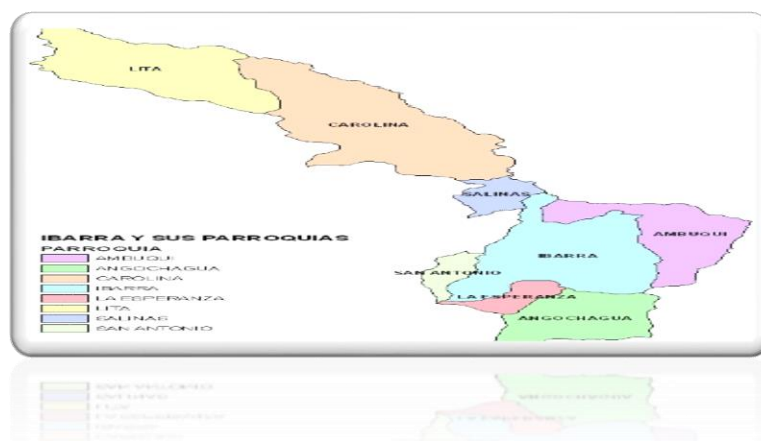 LITA
CAROLINA
SALINAS
AMBUQUI
IBARRA
SAN ANTONIO
LA ESPERANZA
ANGOCHAGUA
IBARRA Y SUS PARROQUIAS
PARROQUIA
AMBUQUI
ANGOCHAGUA
CAROLINA
IBARRA
LA ESPERANZA
LITA
SALINAS
SAN ANTONIO